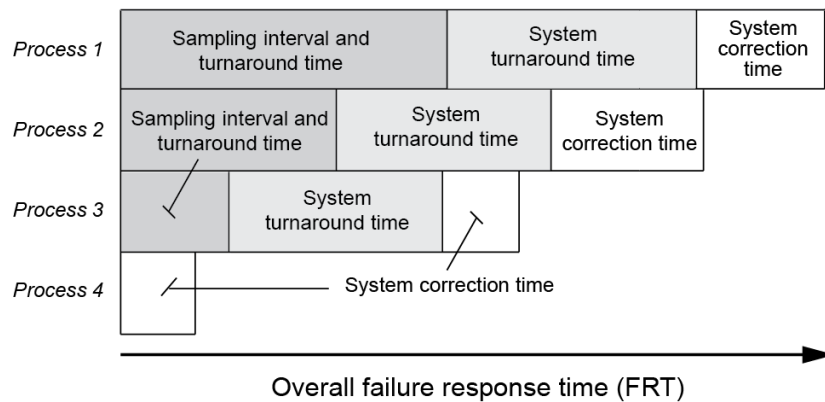 Process 1
Sampling interval and
turnaround time
System
turnaround time
System
correction
time
Process 2
Sampling interval and
turnaround time
System
turnaround time
System
correction time
Process 3
System
turnaround time
Process 4
System correction time
Overall failure response time (FRT)